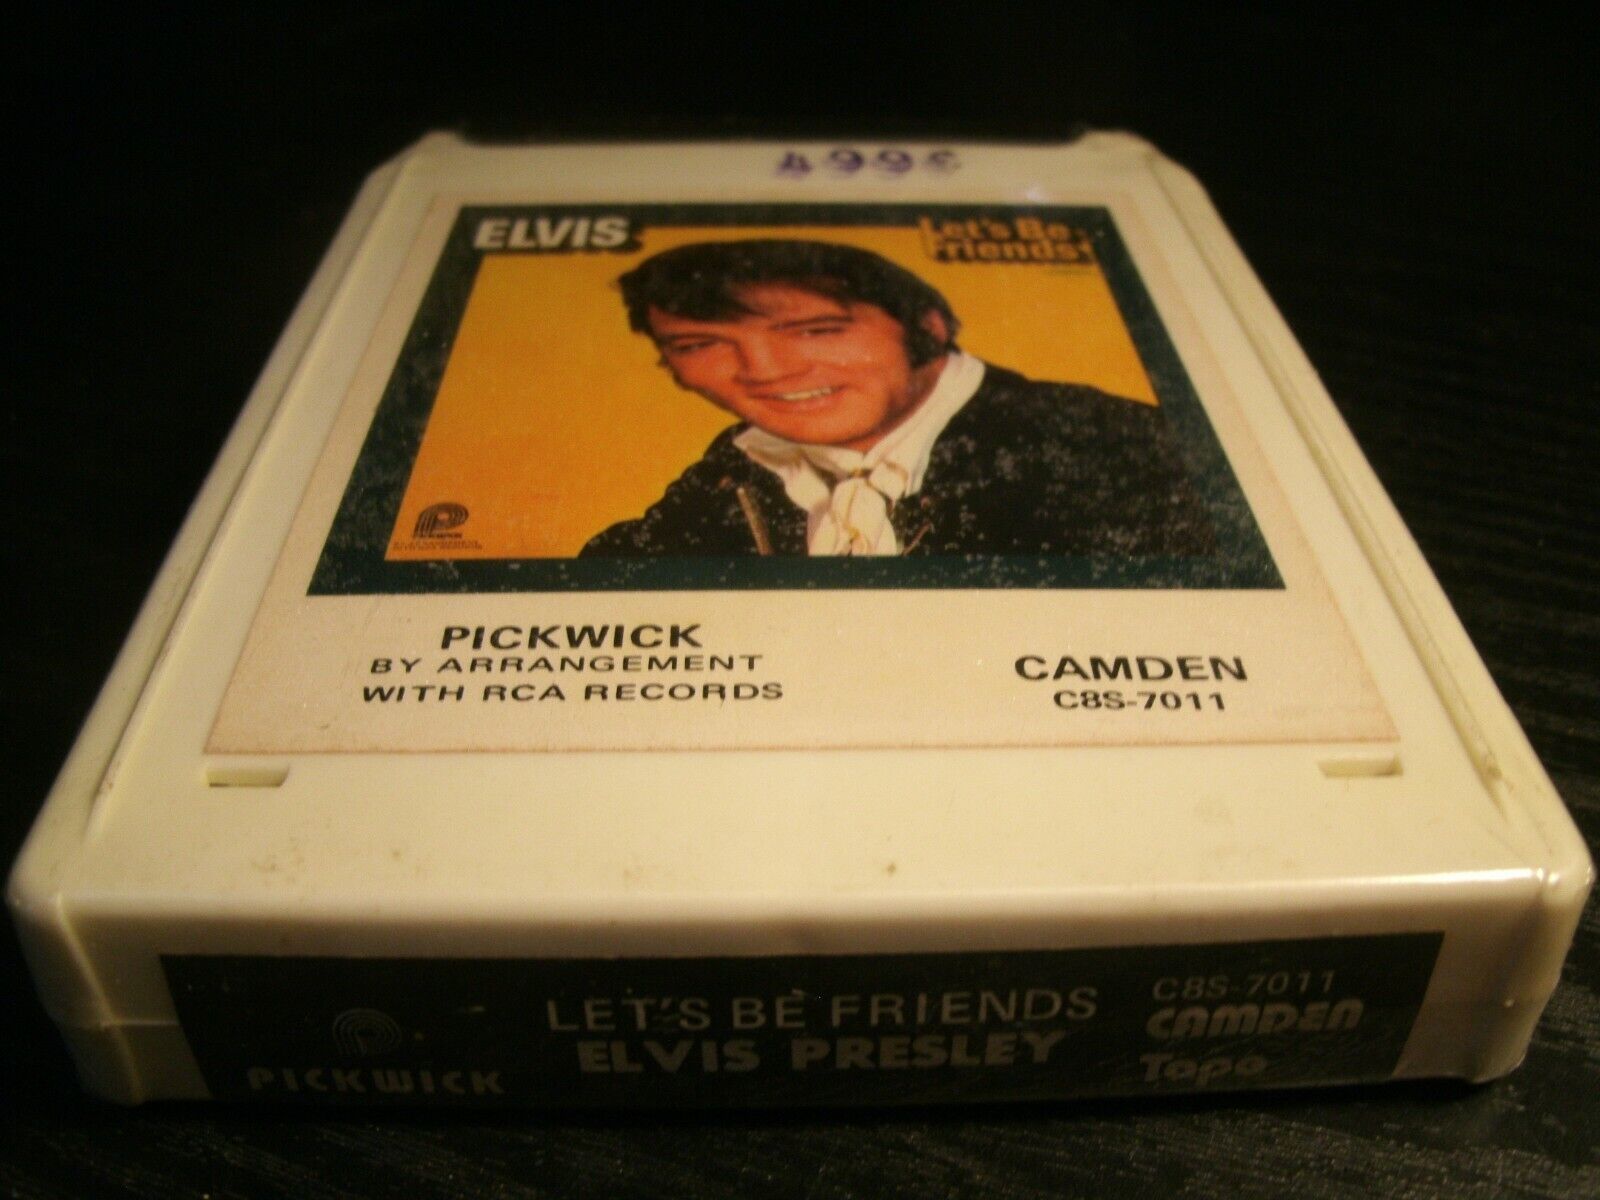 ELVIS
Let's Be
Friends
PICKWICK
PICKWICK
BY ARRANGEMENT
WITH RCA RECORDS
CAMDEN
C8S-7011
PICKWICK
LET'S BE FRIENDS
ELVIS PRESLEY
C8S-7011
CAMDEN
Tape